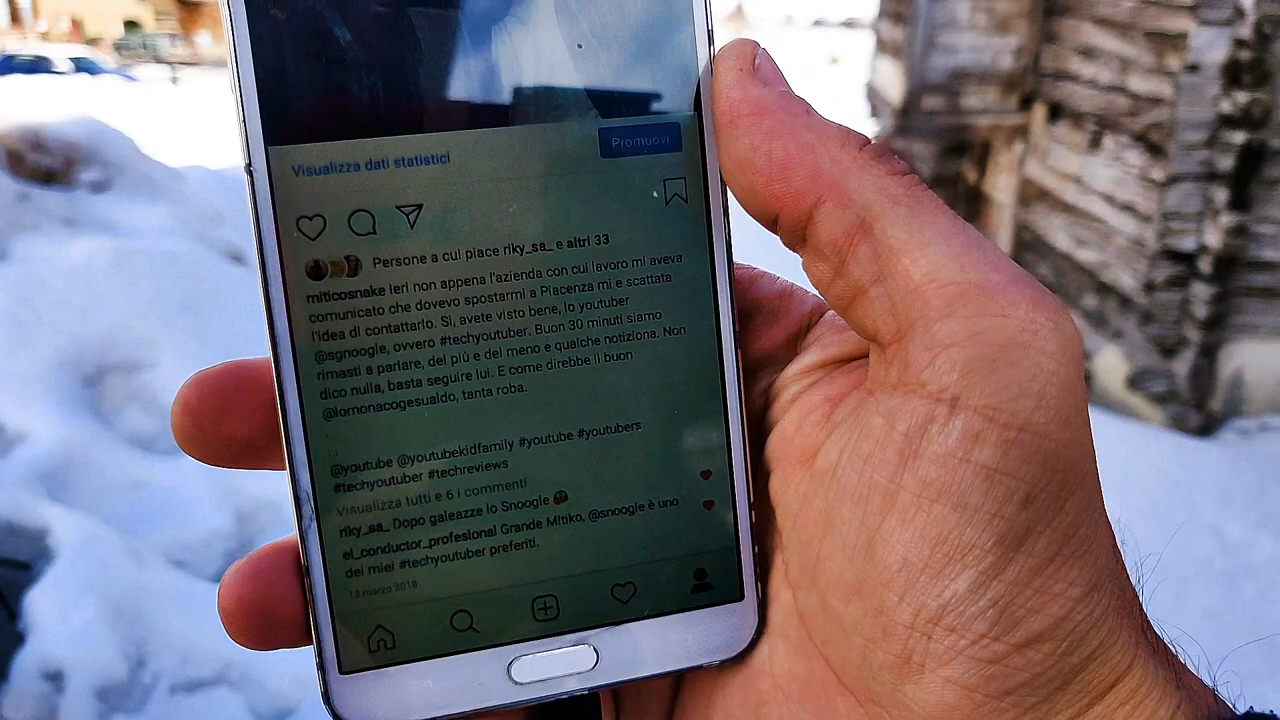 Promuovi
Visualizza dati statistici
Persone a cui piace riky_sa_ e altri 33
miticosnake Ieri non appena l'azienda con cui lavoro mi aveva
comunicato che dovevo spostarmi a Piacenza mi e scattata
l'idea di contattarlo. Si, avete visto bene, lo youtuber
@sgnoogle, ovvero #techyoutuber. Buon 30 minuti siamo
rimasti a parlare, del più e del meno e qualche notiziona. Non
dico nulla, basta seguire lui. E come direbbe il buon
@lomonacogesualdo, tanta roba.
.
. .
@youtube @youtubekidfamily #youtube #youtubers
#techyoutuber #techreviews
Visualizza tutti e 6 i commenti
riky_sa_ Dopo galeazze lo Snoogle
el_conductor_profesional Grande MItiko, @snoogle è uno
dei miei #techyoutuber preferiti.
13 marzo 2018